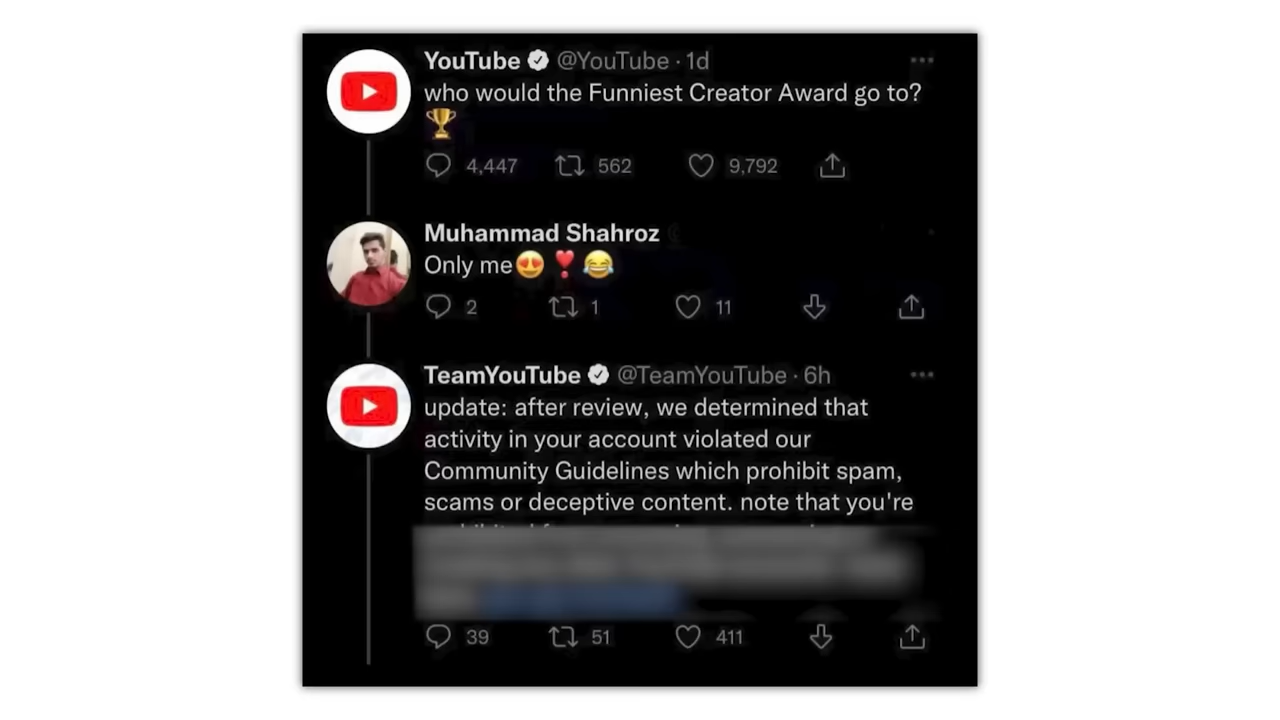 YouTube @YouTube · 1d
who would the Funniest Creator Award go to?
🏆
4,447 562 9,792
Muhammad Shahroz
Only me😍❣️😂
2 1 11
TeamYouTube @TeamYouTube · 6h
update: after review, we determined that
activity in your account violated our
Community Guidelines which prohibit spam,
scams or deceptive content. note that you're
39 51 411